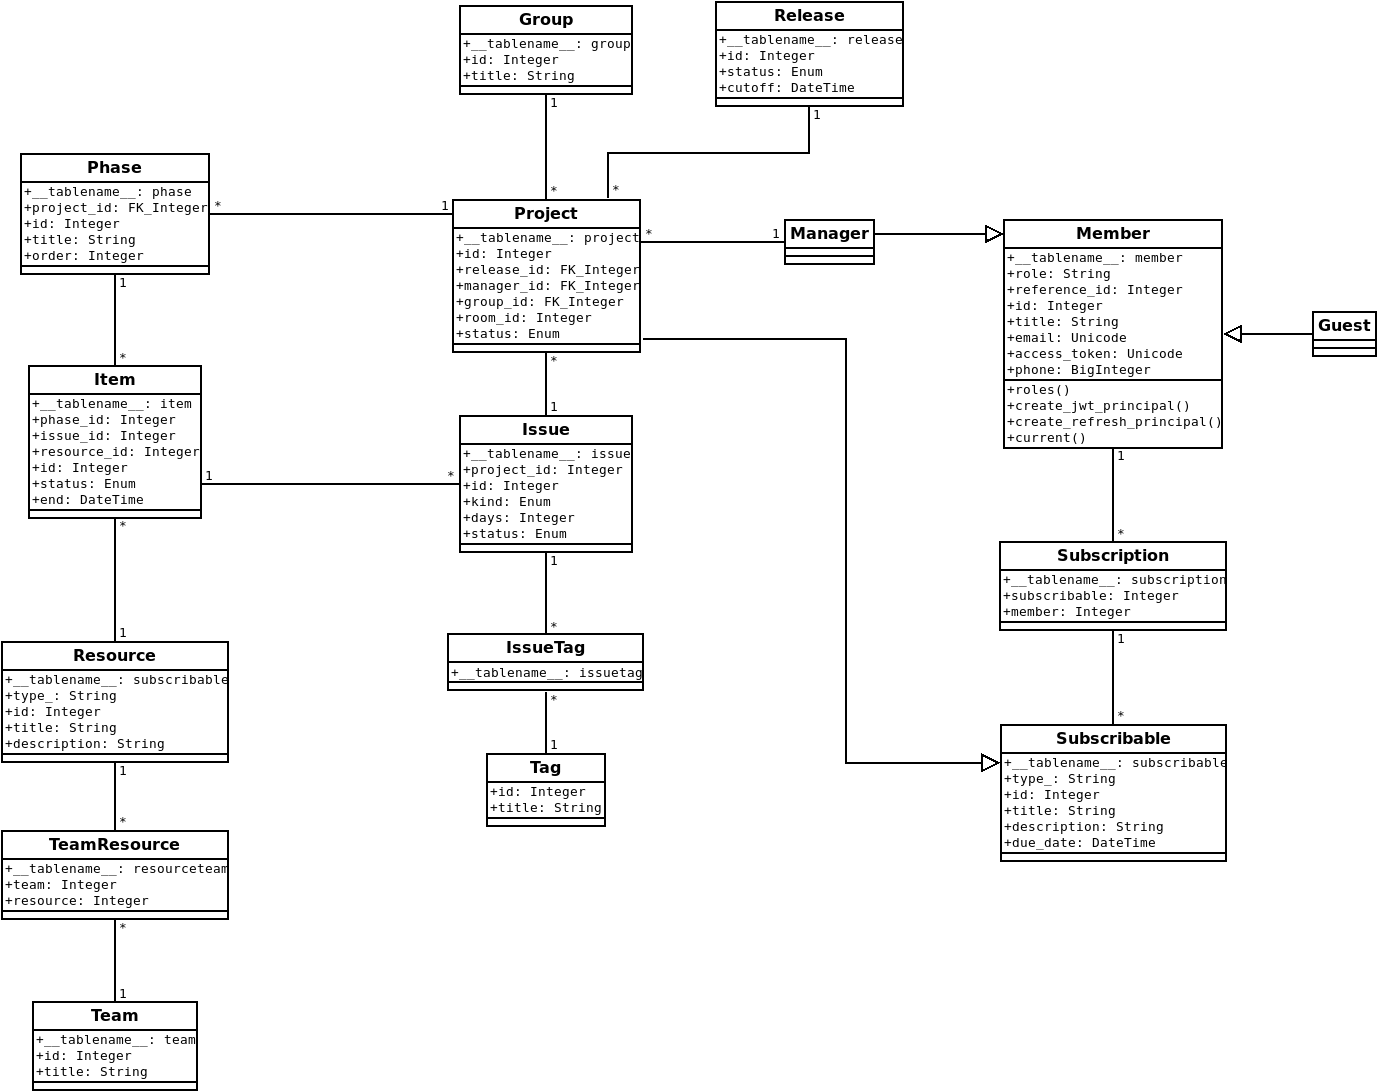 Group
+__tablename__: group
+id: Integer
+title: String
1
*
Release
+__tablename__: release
+id: Integer
+status: Enum
+cutoff: DateTime
1
*
Phase
+__tablename__: phase
+project_id: FK_Integer
+id: Integer
+title: String
+order: Integer
*
1
1
*
Project
+__tablename__: project
+id: Integer
+release_id: FK_Integer
+manager_id: FK_Integer
+group_id: FK_Integer
+room_id: Integer
+status: Enum
*
1
*
1
Manager
Member
+__tablename__: member
+role: String
+reference_id: Integer
+id: Integer
+title: String
+email: Unicode
+access_token: Unicode
+phone: BigInteger
+roles()
+create_jwt_principal()
+create_refresh_principal()
+current()
1
*
Guest
Item
+__tablename__: item
+phase_id: Integer
+issue_id: Integer
+resource_id: Integer
+id: Integer
+status: Enum
+end: DateTime
1
*
*
1
Issue
+__tablename__: issue
+project_id: Integer
+id: Integer
+kind: Enum
+days: Integer
+status: Enum
1
*
Subscription
+__tablename__: subscription
+subscribable: Integer
+member: Integer
1
*
Resource
+__tablename__: subscribable
+type_: String
+id: Integer
+title: String
+description: String
1
*
IssueTag
+__tablename__: issuetag
*
1
Tag
+id: Integer
+title: String
Subscribable
+__tablename__: subscribable
+type_: String
+id: Integer
+title: String
+description: String
+due_date: DateTime
TeamResource
+__tablename__: resourceteam
+team: Integer
+resource: Integer
*
1
Team
+__tablename__: team
+id: Integer
+title: String